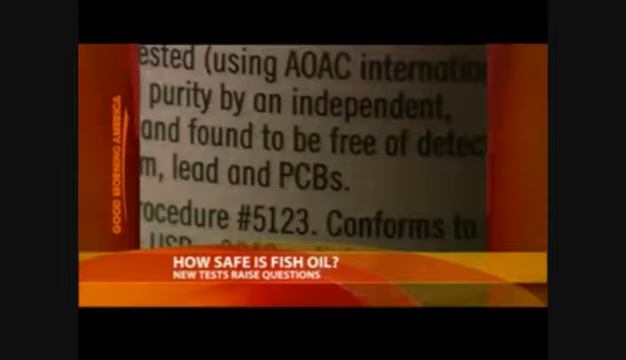 GOOD MORNING AMERICA
ested (using AOAC internation
purity by an independent,
and found to be free of detec
m, lead and PCBs.
rocedure #5123. Conforms to
HOW SAFE IS FISH OIL?
NEW TESTS RAISE QUESTIONS